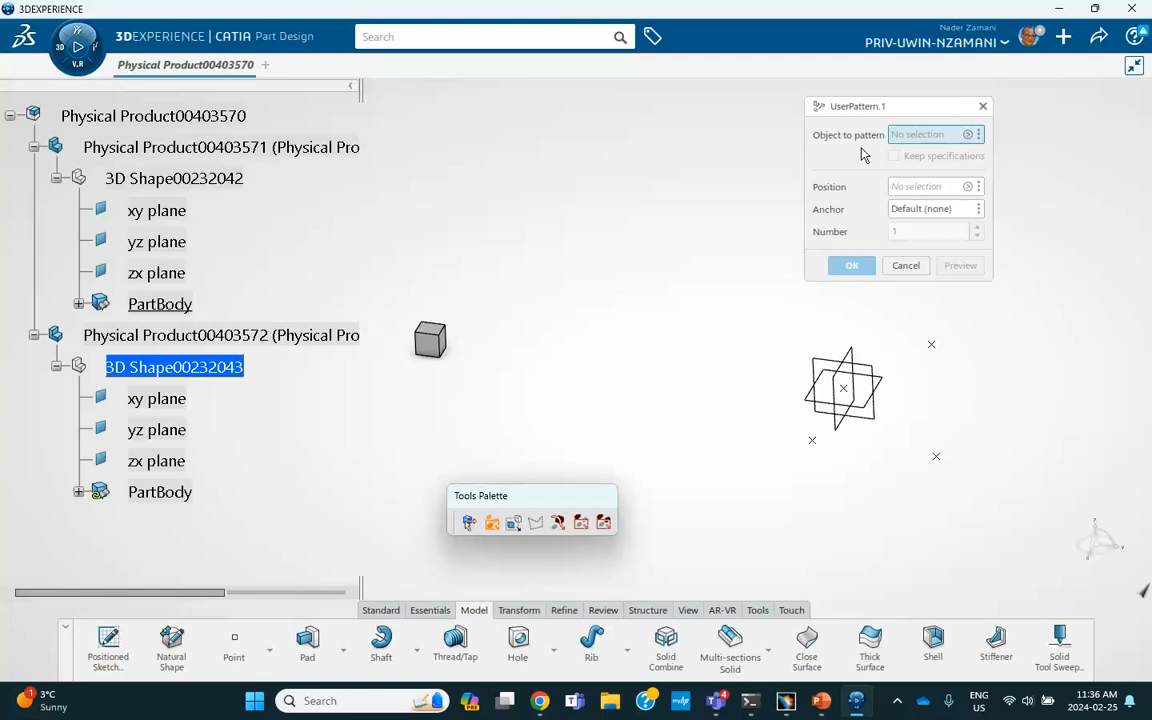 3DEXPERIENCE
3DEXPERIENCE | CATIA Part Design
Search
Nader Zamani
PRIV-UWIN-NZAMANI
3D
V.R
Physical Product00403570
Physical Product00403570
Physical Product00403571 (Physical Pro
3D Shape00232042
xy plane
yz plane
zx plane
PartBody
Physical Product00403572 (Physical Pro
3D Shape00232043
xy plane
yz plane
zx plane
PartBody
UserPattern.1
Object to pattern No selection
Keep specifications
Position No selection
Anchor Default (none)
Number 1
OK Cancel Preview
Tools Palette
Standard Essentials Model Transform Refine Review Structure View AR-VR Tools Touch
Positioned Sketch... Natural Shape Point Pad Shaft Thread/Tap Hole Rib Solid Combine Multi-sections Solid Close Surface Thick Surface Shell Stiffener Solid Tool Sweep...
3°C
Sunny
Search
ENG
US
11:36 AM
2024-02-25